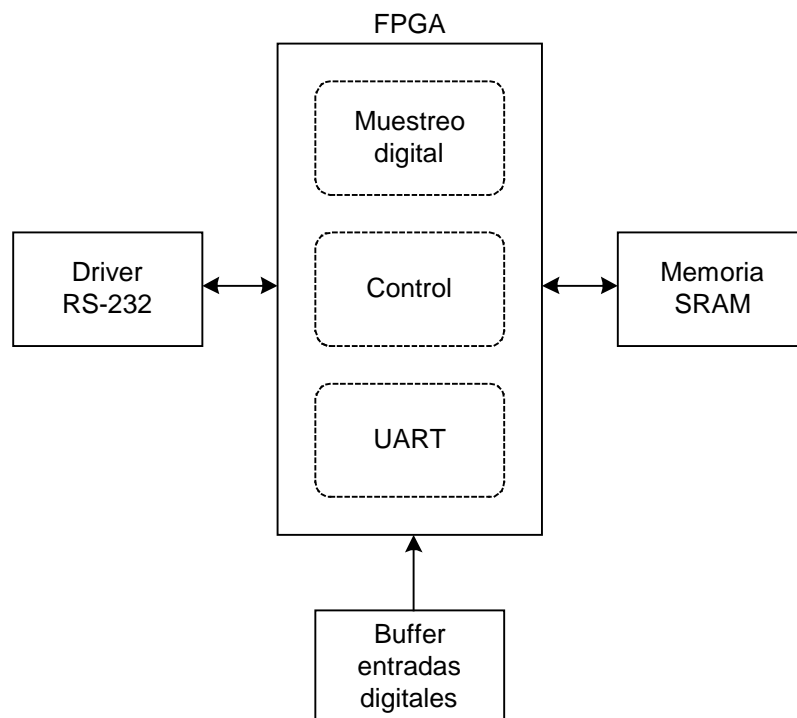 FPGA
Muestreo
digital
Driver
RS-232
Control
Memoria
SRAM
UART
Buffer
entradas
digitales